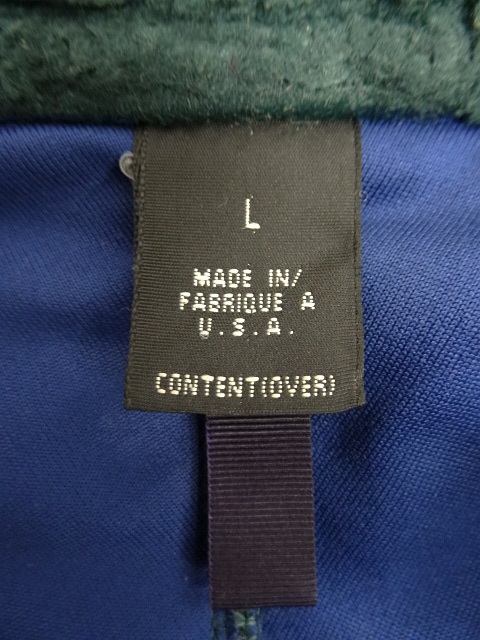 L
MADE IN/
FABRIQUE A
U.S.A.
CONTENT(OVER)